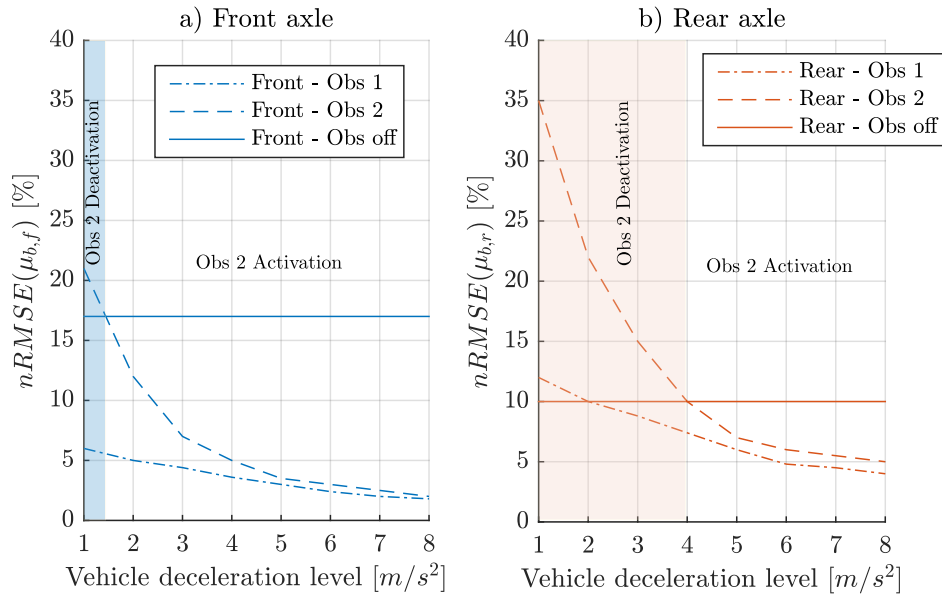 a) Front axle
40
35
30
25
20
15
10
5
0
nRMSE(μ_{b,f}) [%]
Front - Obs 1
Front - Obs 2
Front - Obs off
Obs 2 Deactivation
Obs 2 Activation
1 2 3 4 5 6 7 8
Vehicle deceleration level [m/s²]
b) Rear axle
40
35
30
25
20
15
10
5
0
nRMSE(μ_{b,r}) [%]
Rear - Obs 1
Rear - Obs 2
Rear - Obs off
Obs 2 Deactivation
Obs 2 Activation
1 2 3 4 5 6 7 8
Vehicle deceleration level [m/s²]